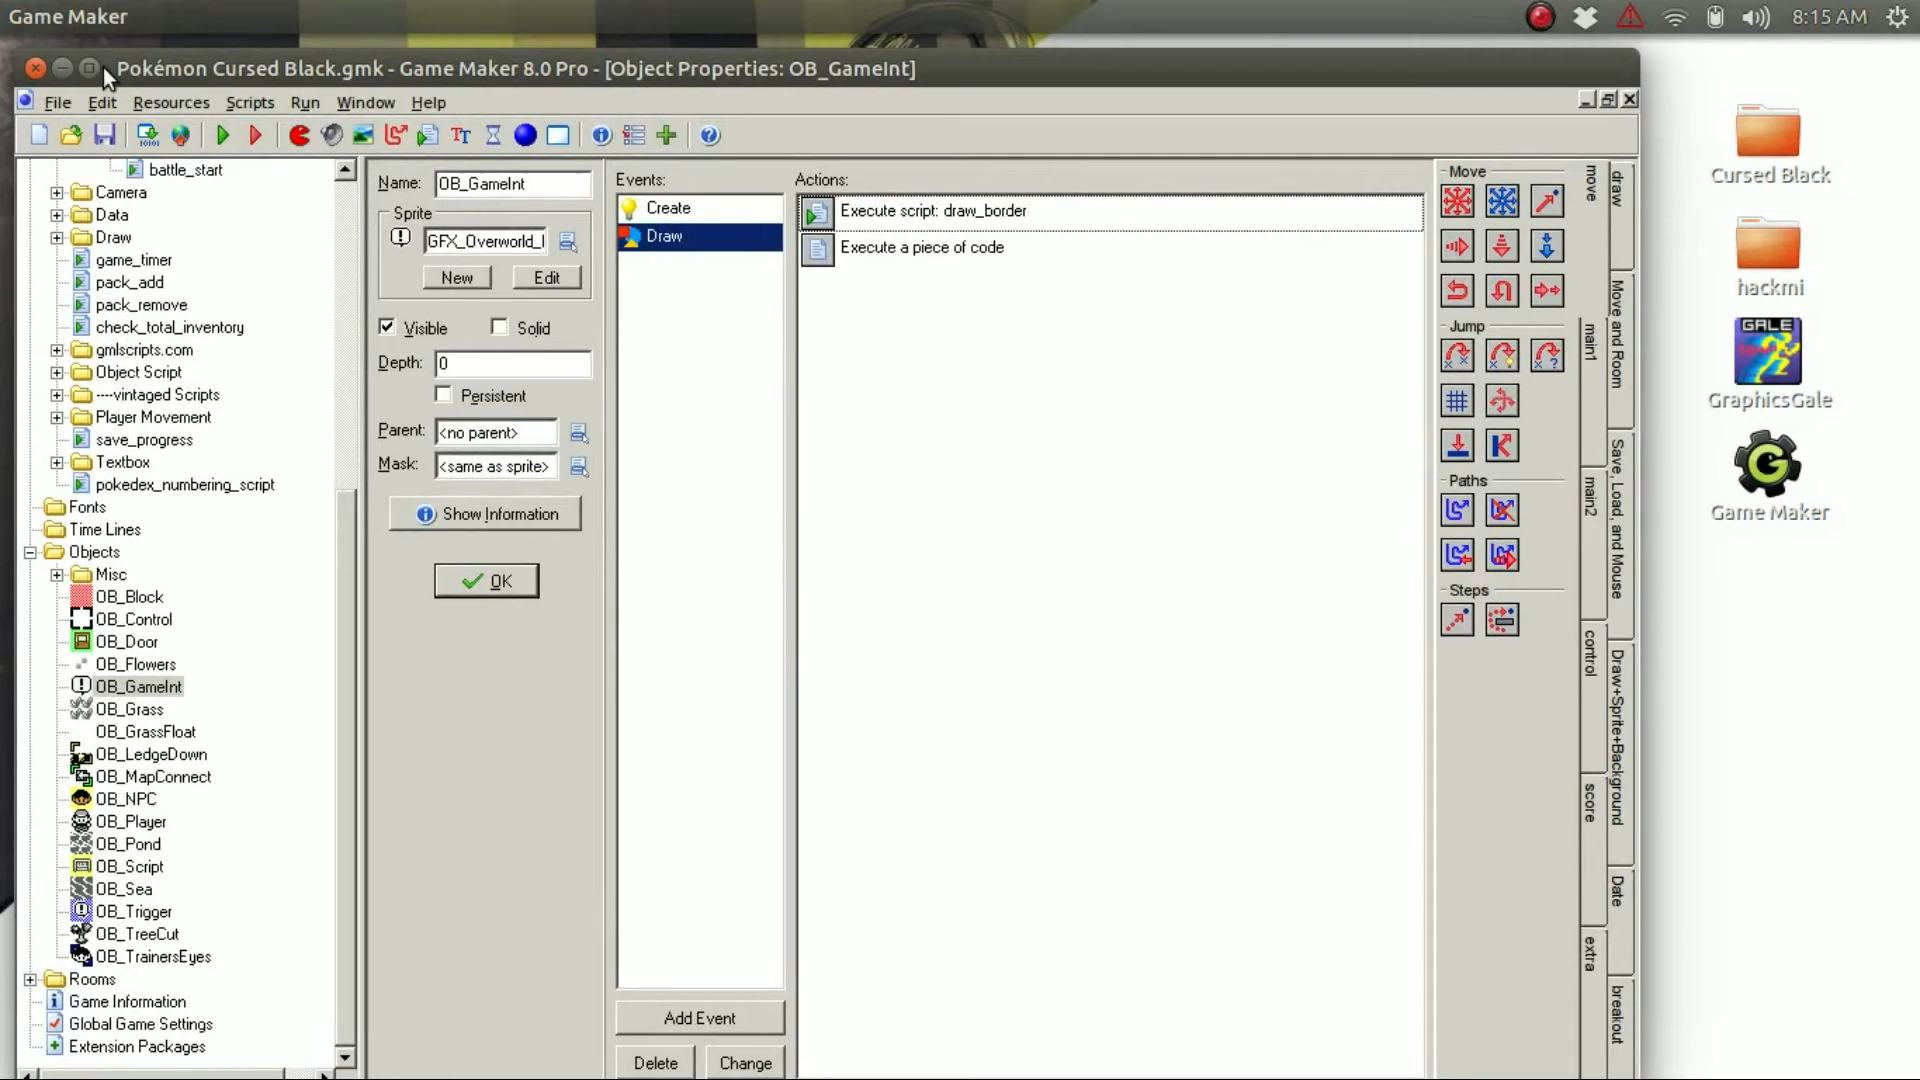 Game Maker
8:15 AM
Pokémon Cursed Black.gmk - Game Maker 8.0 Pro - [Object Properties: OB_GameInt]
File Edit Resources Scripts Run Window Help
battle_start
Camera
Data
Draw
game_timer
pack_add
pack_remove
check_total_inventory
gmlscripts.com
Object Script
----vintaged Scripts
Player Movement
save_progress
Textbox
pokedex_numbering_script
Fonts
Time Lines
Objects
Misc
OB_Block
OB_Control
OB_Door
OB_Flowers
OB_GameInt
OB_Grass
OB_GrassFloat
OB_LedgeDown
OB_MapConnect
OB_NPC
OB_Player
OB_Pond
OB_Script
OB_Sea
OB_Trigger
OB_TreeCut
OB_TrainersEyes
Rooms
Game Information
Global Game Settings
Extension Packages
Name: OB_GameInt
Sprite
GFX_Overworld_
New Edit
Visible Solid
Depth: 0
Persistent
Parent: <no parent>
Mask: <same as sprite>
Show Information
OK
Events:
Create
Draw
Add Event
Delete Change
Actions:
Execute script: draw_border
Execute a piece of code
Move
Jump
Paths
Steps
move
main1
main2
control
score
extra
draw
Move and Room
Save, Load, and Mouse
Draw+Sprite+Background
Date
breakout
Cursed Black
hackmi
GALE
GraphicsGale
Game Maker